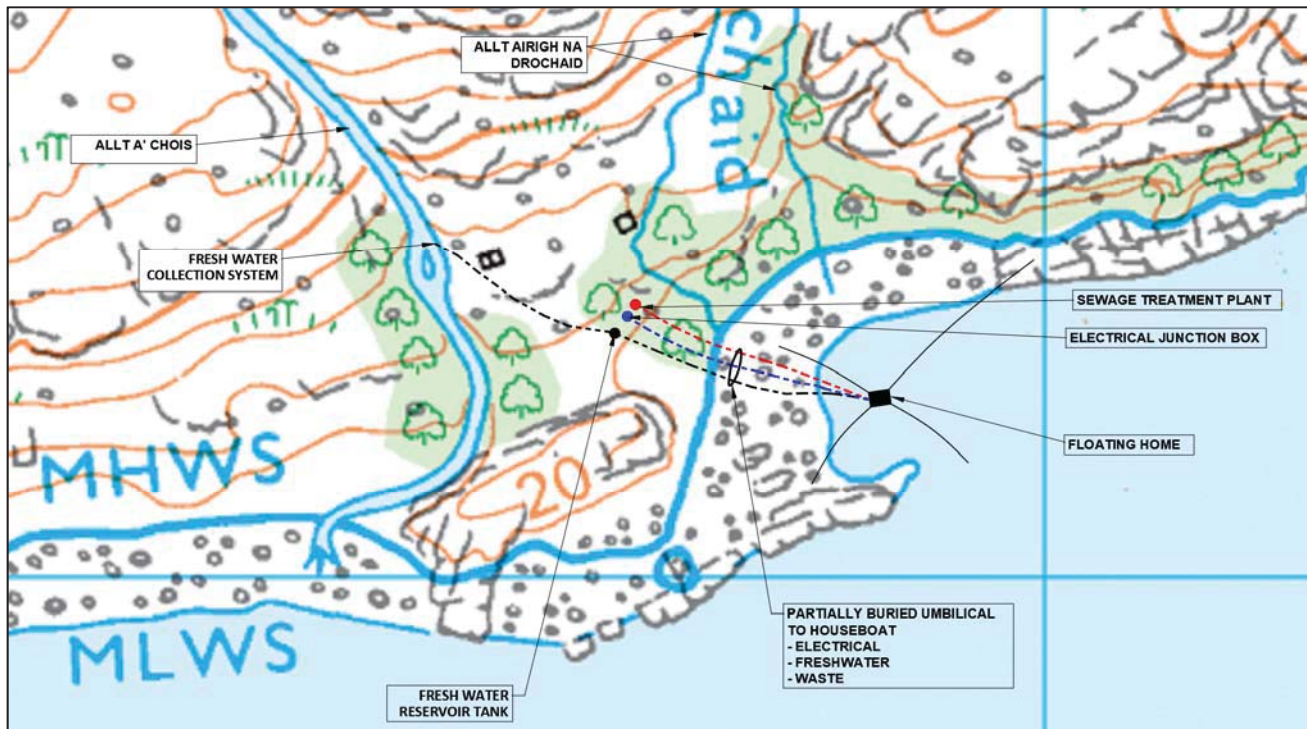 ALLT AIRIGH NA
DROCHAID
chaid
ALLT A' CHOIS
FRESH WATER
COLLECTION SYSTEM
SEWAGE TREATMENT PLANT
ELECTRICAL JUNCTION BOX
FLOATING HOME
MHWS
20
PARTIALLY BURIED UMBILICAL
TO HOUSEBOAT
- ELECTRICAL
- FRESHWATER
- WASTE
MLWS
FRESH WATER
RESERVOIR TANK